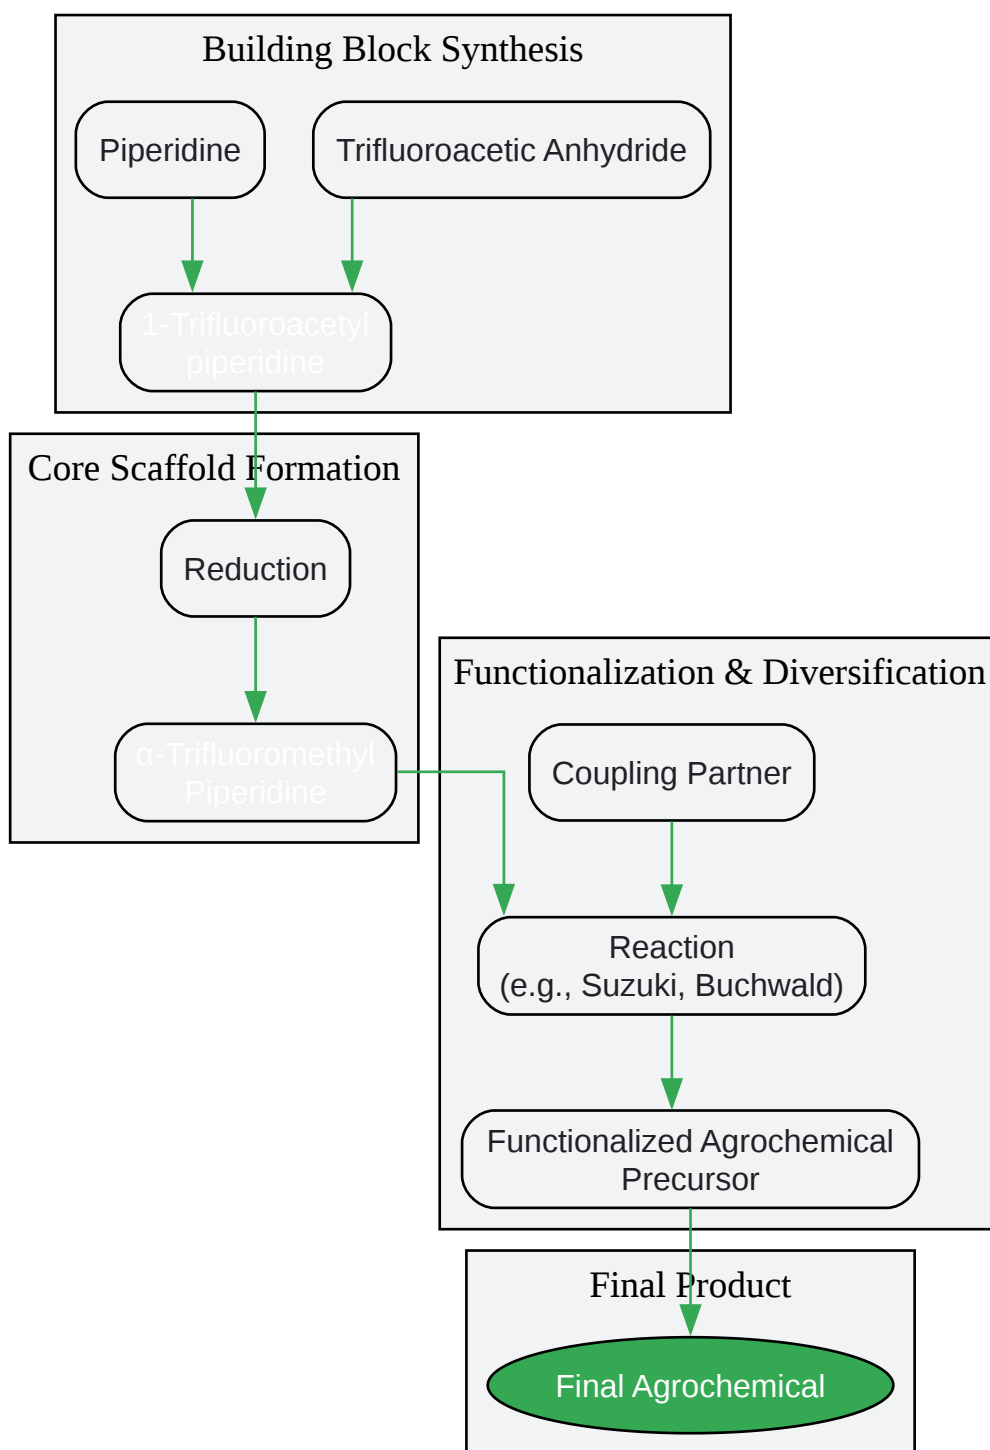 Building Block Synthesis
Piperidine
Trifluoroacetic Anhydride
1-Trifluoroacetyl
piperidine
Core Scaffold Formation
Reduction
α-Trifluoromethyl
Piperidine
Functionalization & Diversification
Coupling Partner
Reaction
(e.g., Suzuki, Buchwald)
Functionalized Agrochemical
Precursor
Final Product
Final Agrochemical